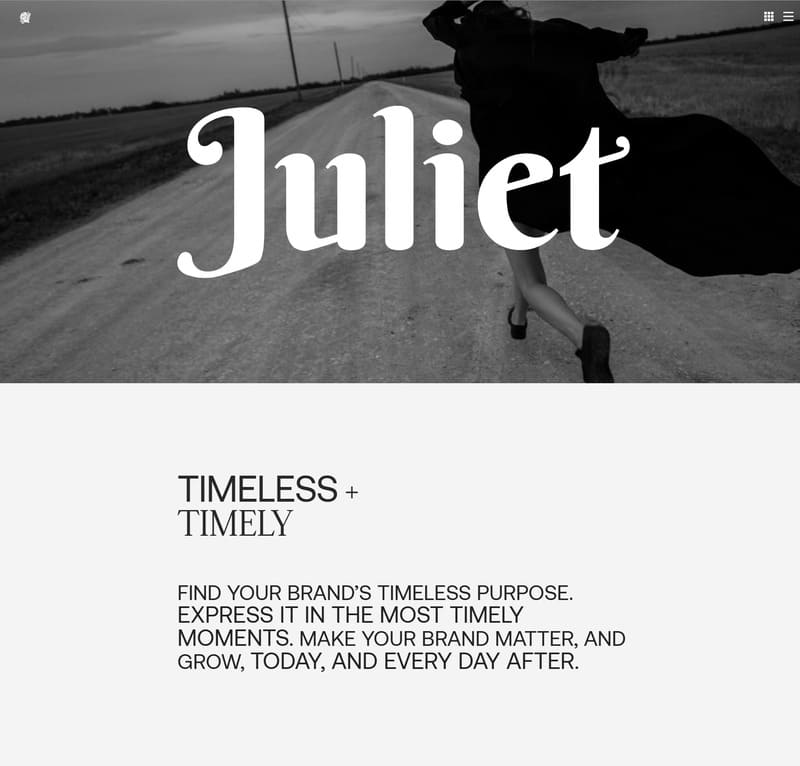 Juliet
TIMELESS +
TIMELY
FIND YOUR BRAND’S TIMELESS PURPOSE.
EXPRESS IT IN THE MOST TIMELY
MOMENTS. MAKE YOUR BRAND MATTER, AND
GROW, TODAY, AND EVERY DAY AFTER.